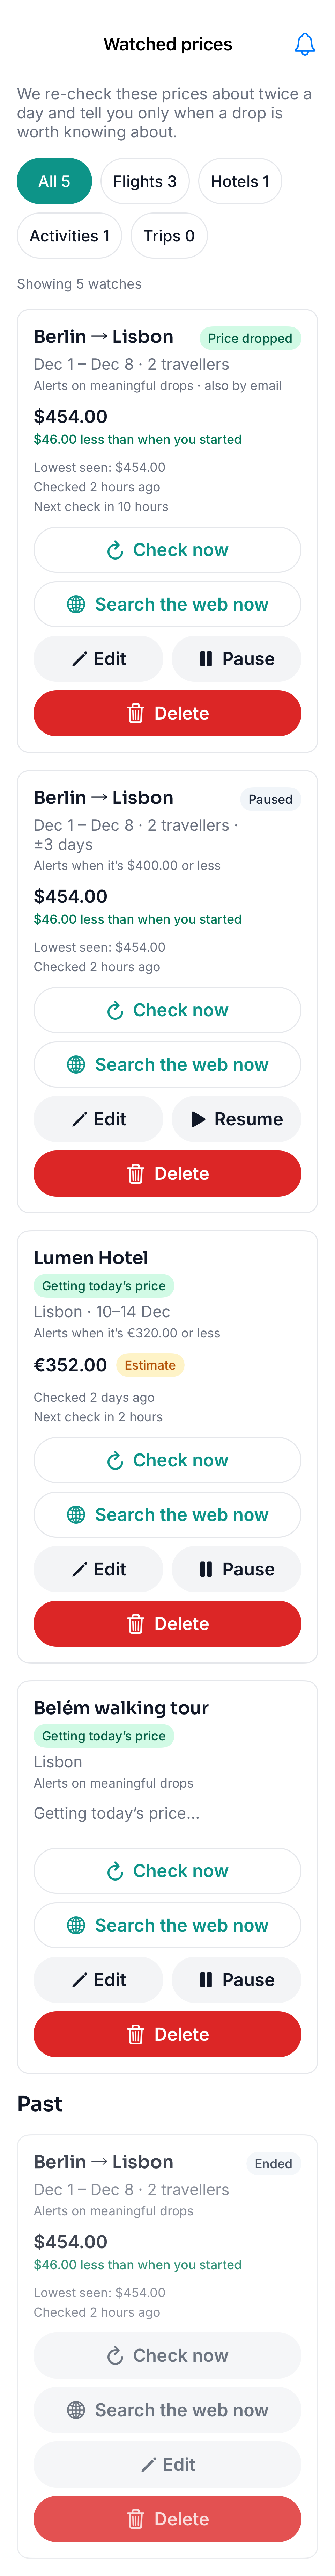 Watched prices
We re-check these prices about twice a
day and tell you only when a drop is
worth knowing about.
All 5
Flights 3
Hotels 1
Activities 1
Trips 0
Showing 5 watches
Berlin → Lisbon
Price dropped
Dec 1 – Dec 8 · 2 travellers
Alerts on meaningful drops · also by email
$454.00
$46.00 less than when you started
Lowest seen: $454.00
Checked 2 hours ago
Next check in 10 hours
Check now
Search the web now
Edit
Pause
Delete
Berlin → Lisbon
Paused
Dec 1 – Dec 8 · 2 travellers ·
±3 days
Alerts when it’s $400.00 or less
$454.00
$46.00 less than when you started
Lowest seen: $454.00
Checked 2 hours ago
Check now
Search the web now
Edit
Resume
Delete
Lumen Hotel
Getting today’s price
Lisbon · 10–14 Dec
Alerts when it’s €320.00 or less
€352.00
Estimate
Checked 2 days ago
Next check in 2 hours
Check now
Search the web now
Edit
Pause
Delete
Belém walking tour
Getting today’s price
Lisbon
Alerts on meaningful drops
Getting today’s price…
Check now
Search the web now
Edit
Pause
Delete
Past
Berlin → Lisbon
Ended
Dec 1 – Dec 8 · 2 travellers
Alerts on meaningful drops
$454.00
$46.00 less than when you started
Lowest seen: $454.00
Checked 2 hours ago
Check now
Search the web now
Edit
Delete